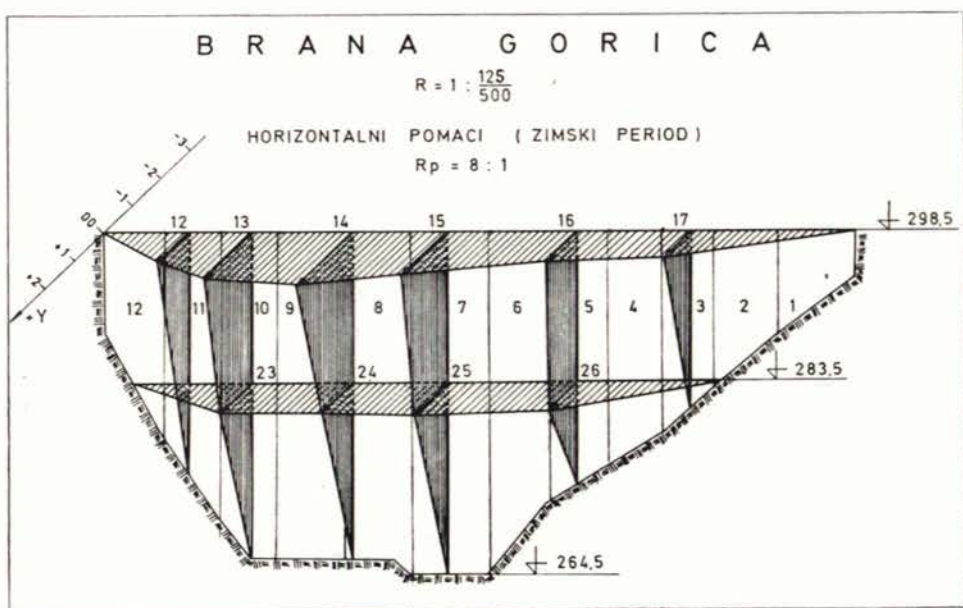 BRANA GORICA
R = 1 : 125/500
HORIZONTALNI POMACI ( ZIMSKI PERIOD )
Rp = 8 : 1
-3
-2
-1
00
+1
+2
+Y
12 13 14 15 16 17
298,5
12 11 10 9 8 7 6 5 4 3 2 1
23 24 25 26
283,5
264,5